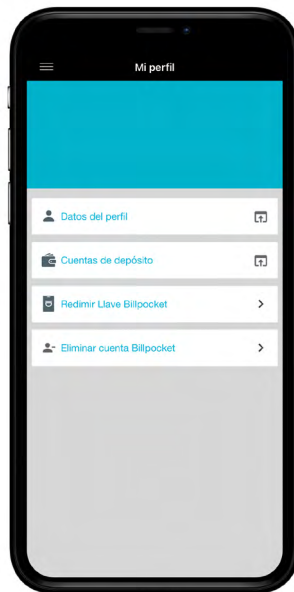 Mi perfil
Datos del perfil
Cuentas de depósito
Redimir Llave Billpocket
Eliminar cuenta Billpocket